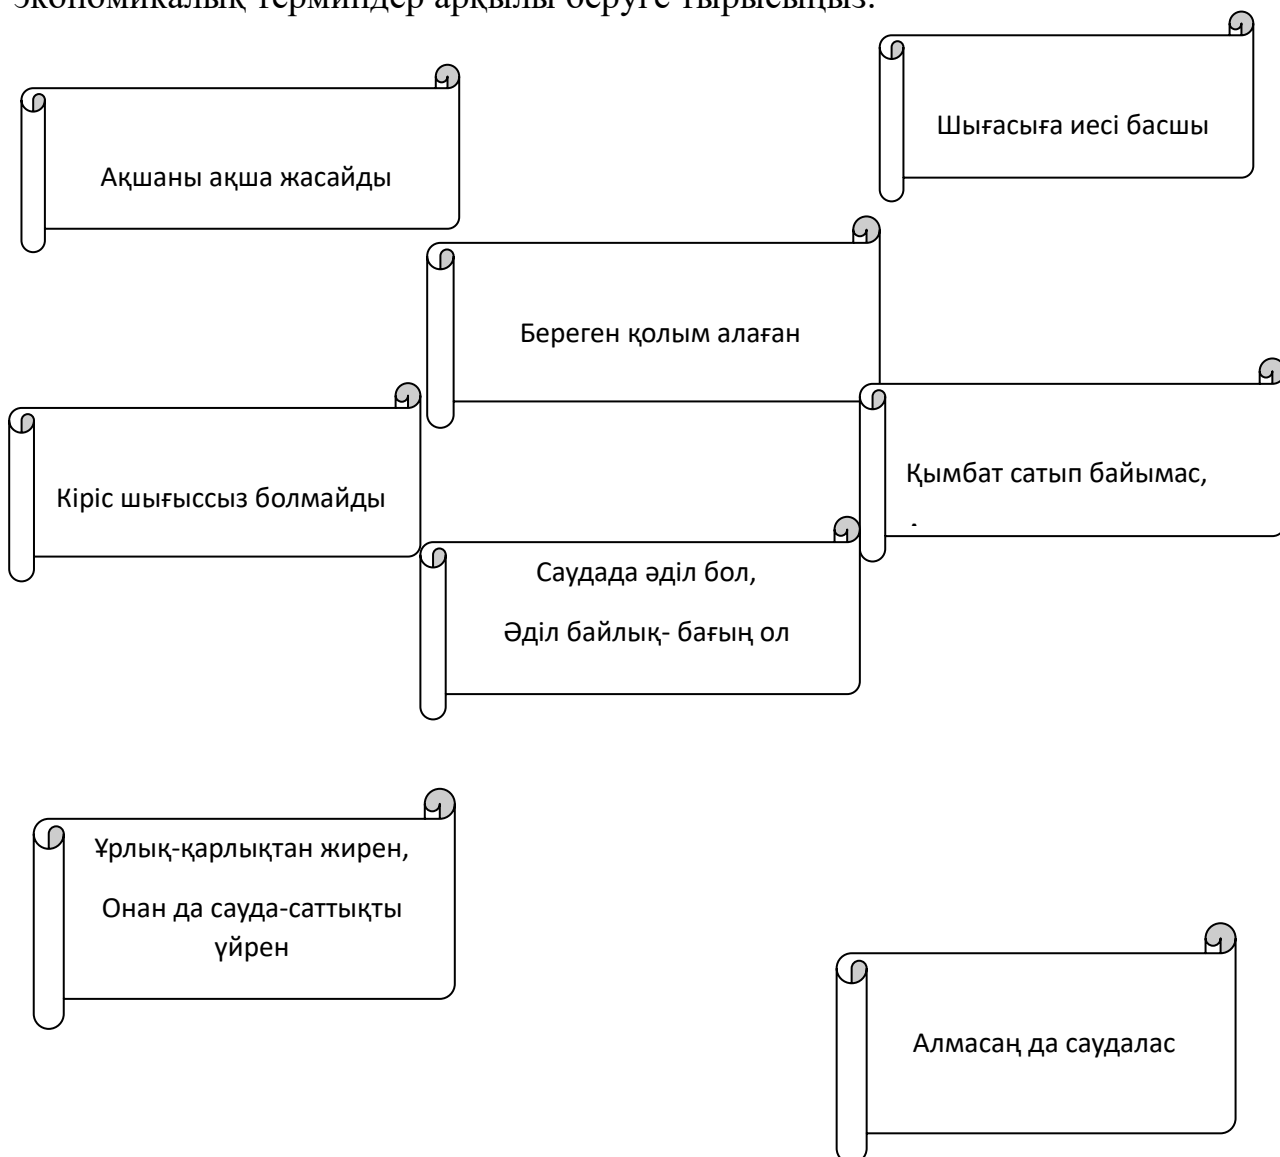 экономикалық терминдер арқылы беруге тырысыңыз.
Шығасыға иесі басшы
Ақшаны ақша жасайды
Береген қолым алаған
Қымбат сатып байымас,
Кіріс шығыссыз болмайды
Саудада әділ бол,
Әділ байлық- бағың ол
Ұрлық-қарлықтан жирен,
Онан да сауда-саттықты
үйрен
Алмасаң да саудалас